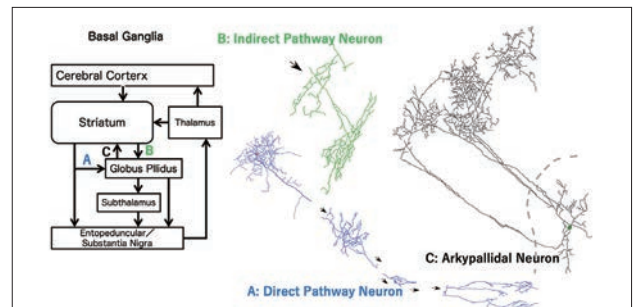 Basal Ganglia
Cerebral Corterx
Striatum
Thalamus
C
B
A
Globus Pllidus
Subthalamus
Entopeduncular/
Substantia Nigra
B: Indirect Pathway Neuron
C: Arkypallidal Neuron
A: Direct Pathway Neuron